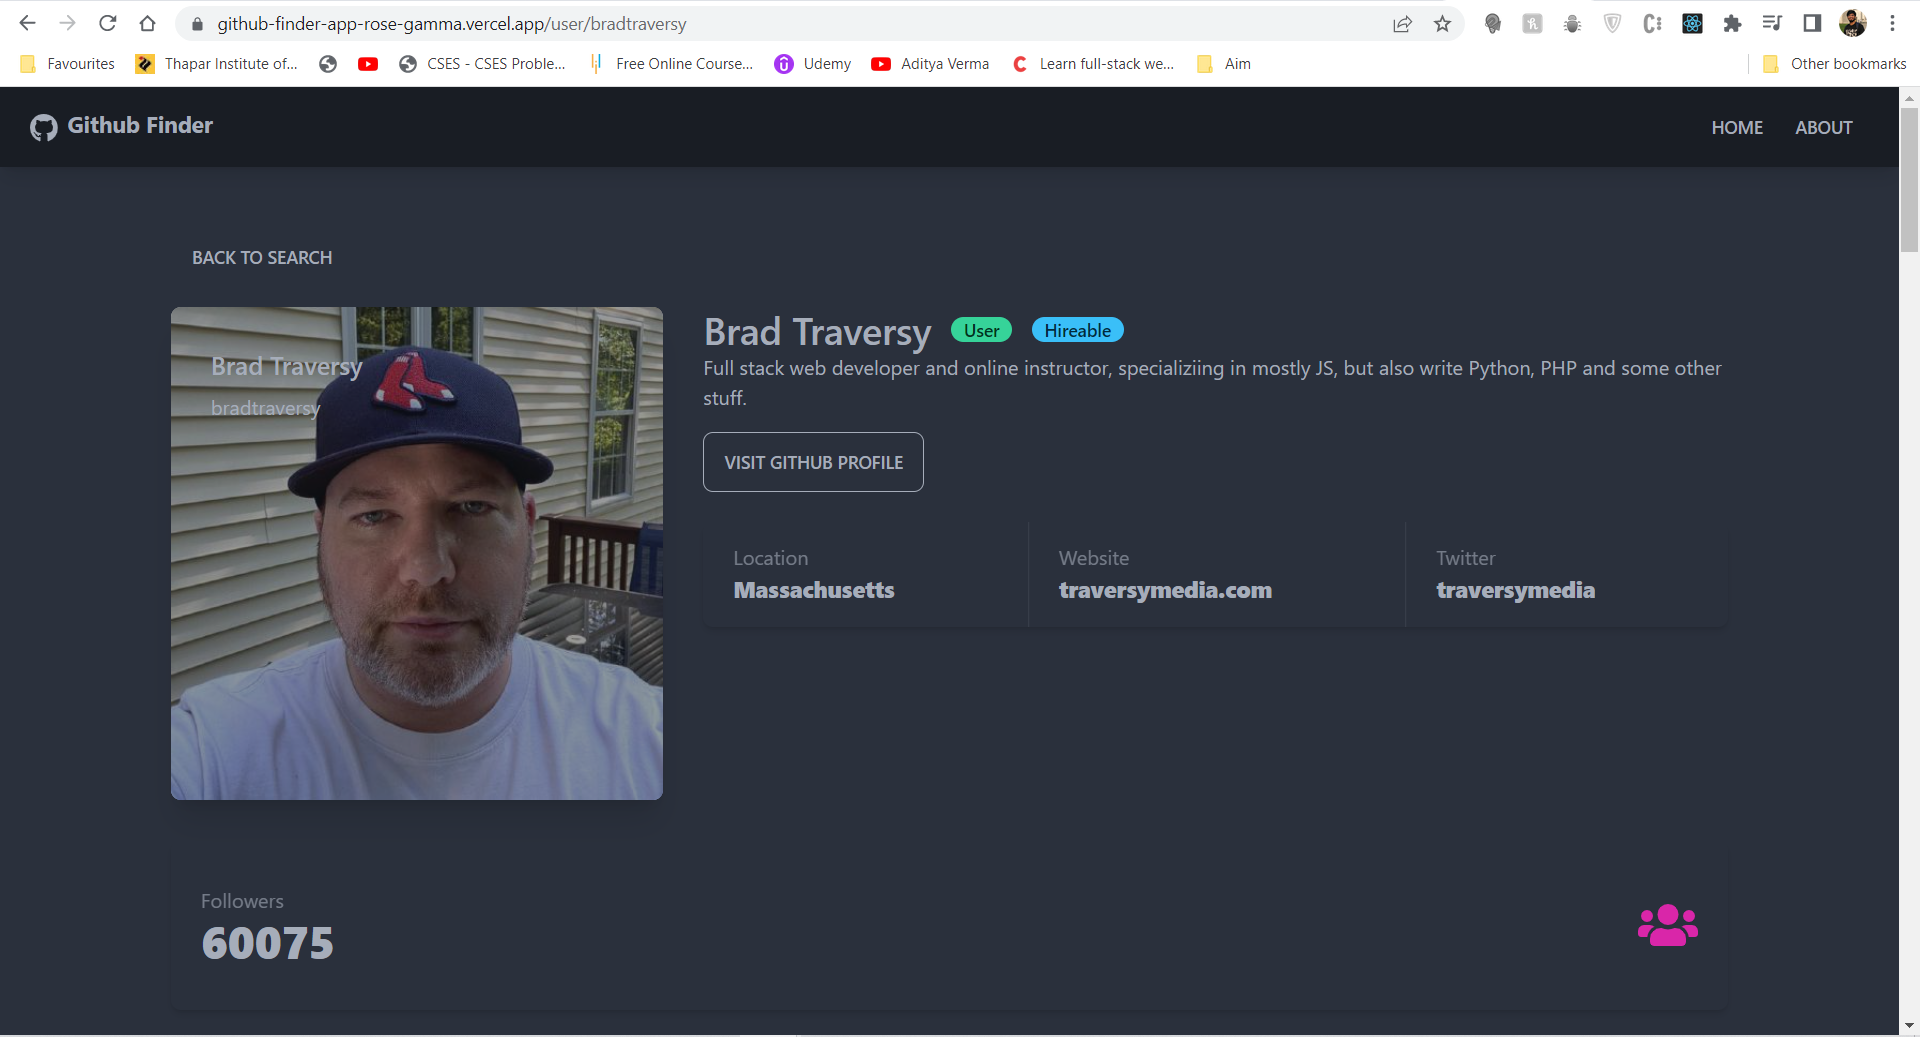 github-finder-app-rose-gamma.vercel.app/user/bradtraversy
Favourites
Thapar Institute of...
CSES - CSES Proble...
Free Online Course...
Udemy
Aditya Verma
Learn full-stack we...
Aim
Other bookmarks
Github Finder
HOME
ABOUT
BACK TO SEARCH
Brad Traversy
bradtraversy
Brad Traversy
User
Hireable
Full stack web developer and online instructor, specializiing in mostly JS, but also write Python, PHP and some other
stuff.
VISIT GITHUB PROFILE
Location
Massachusetts
Website
traversymedia.com
Twitter
traversymedia
Followers
60075